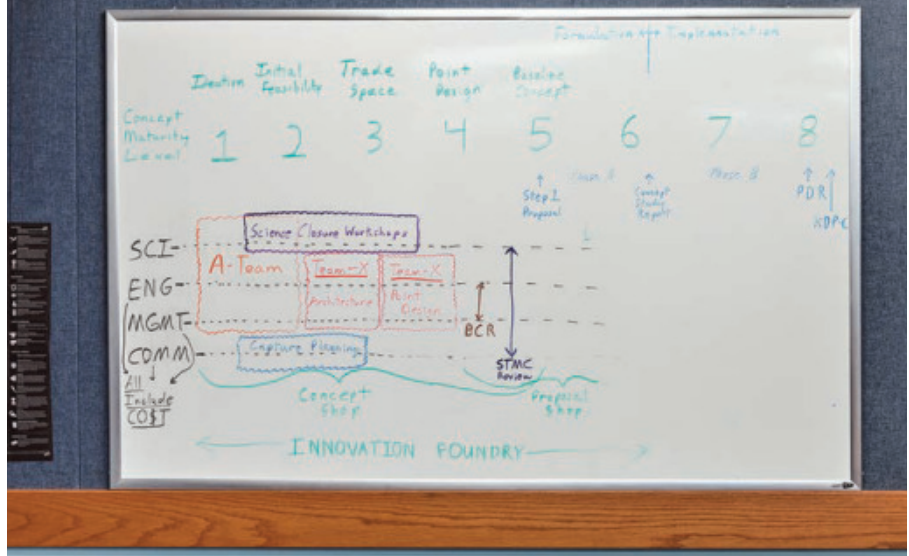 Formulation Implementation
Ideation
Initial
Feasibility
Trade
Space
Point
Design
Baseline
Concept
Concept
Maturity
Level
1 2 3 4 5 6 7 8
Phase A
Phase B
Step 1
Proposal
Concept
Study
Report
PDR
KDP-C
Science Closure Workshops
SCI
A-Team
Team-X
Architecture
Team-X
Point
Design
ENG
MGMT
BCR
COMM
Capture Planning
STMC
Review
All
Include
CO$T
Concept
Shop
Proposal
Shop
INNOVATION FOUNDRY